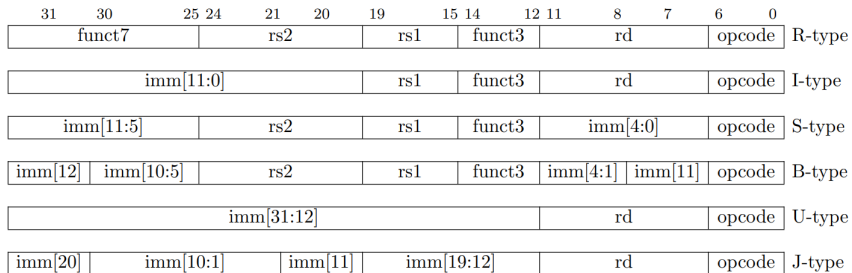 31 30 25 24 21 20 19 15 14 12 11 8 7 6 0
funct7 rs2 rs1 funct3 rd opcode R-type
imm[11:0] rs1 funct3 rd opcode I-type
imm[11:5] rs2 rs1 funct3 imm[4:0] opcode S-type
imm[12] imm[10:5] rs2 rs1 funct3 imm[4:1] imm[11] opcode B-type
imm[31:12] rd opcode U-type
imm[20] imm[10:1] imm[11] imm[19:12] rd opcode J-type